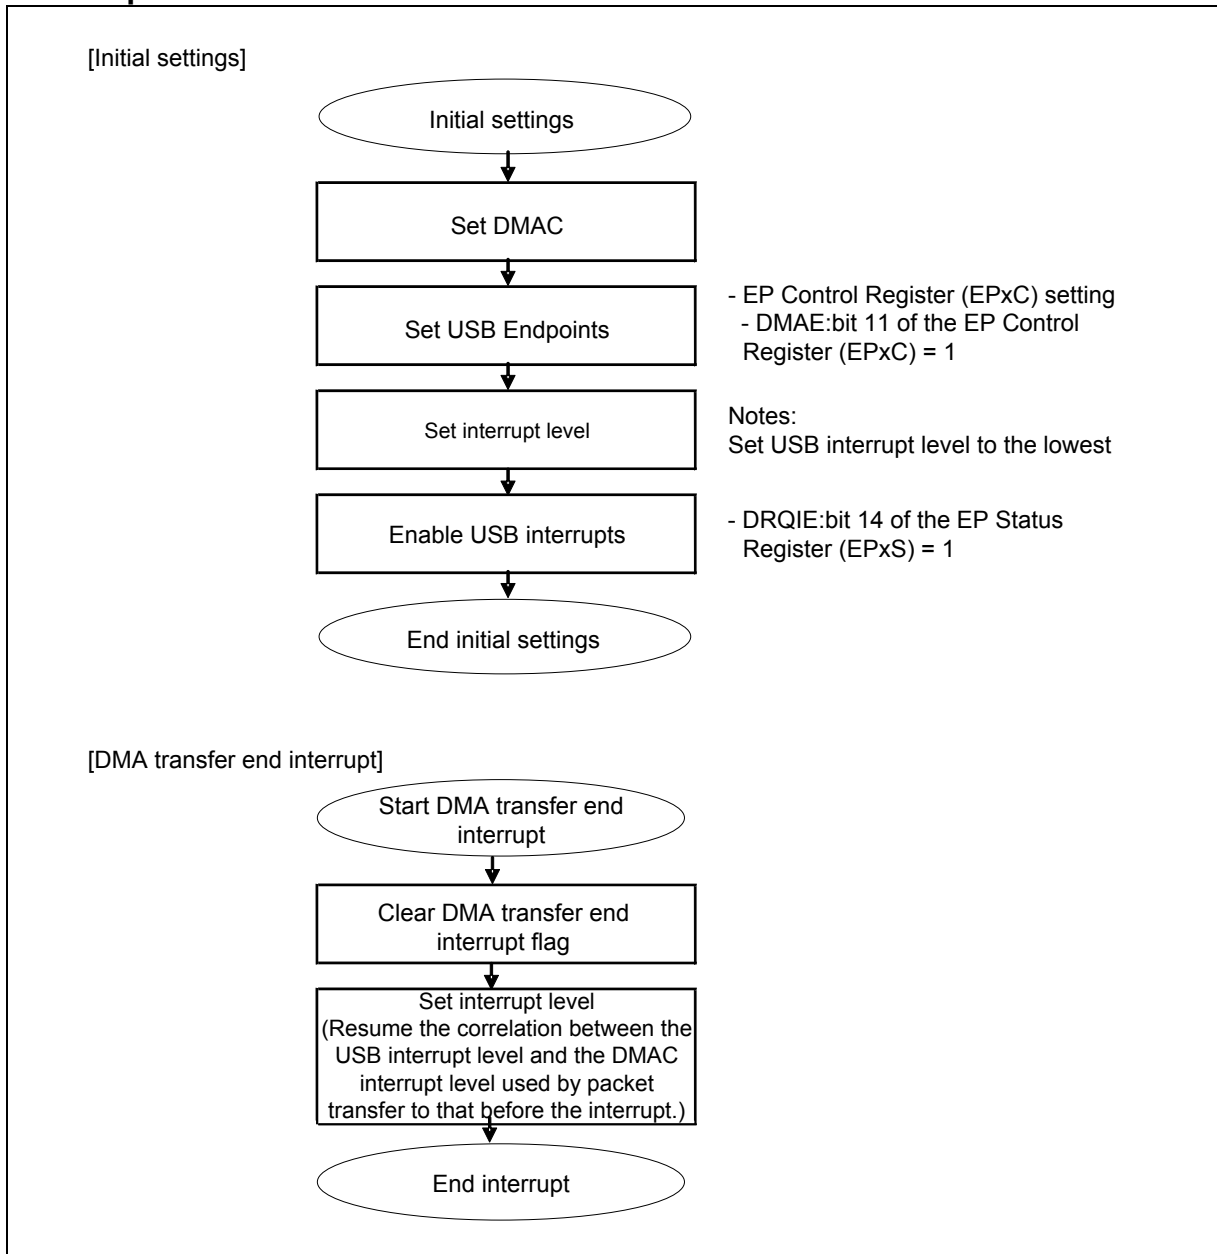 [Initial settings]
Initial settings
Set DMAC
Set USB Endpoints
- EP Control Register (EPxC) setting
- DMAE:bit 11 of the EP Control
Register (EPxC) = 1
Set interrupt level
Notes:
Set USB interrupt level to the lowest
Enable USB interrupts
- DRQIE:bit 14 of the EP Status
Register (EPxS) = 1
End initial settings
[DMA transfer end interrupt]
Start DMA transfer end
interrupt
Clear DMA transfer end
interrupt flag
Set interrupt level
(Resume the correlation between the
USB interrupt level and the DMAC
interrupt level used by packet
transfer to that before the interrupt.)
End interrupt